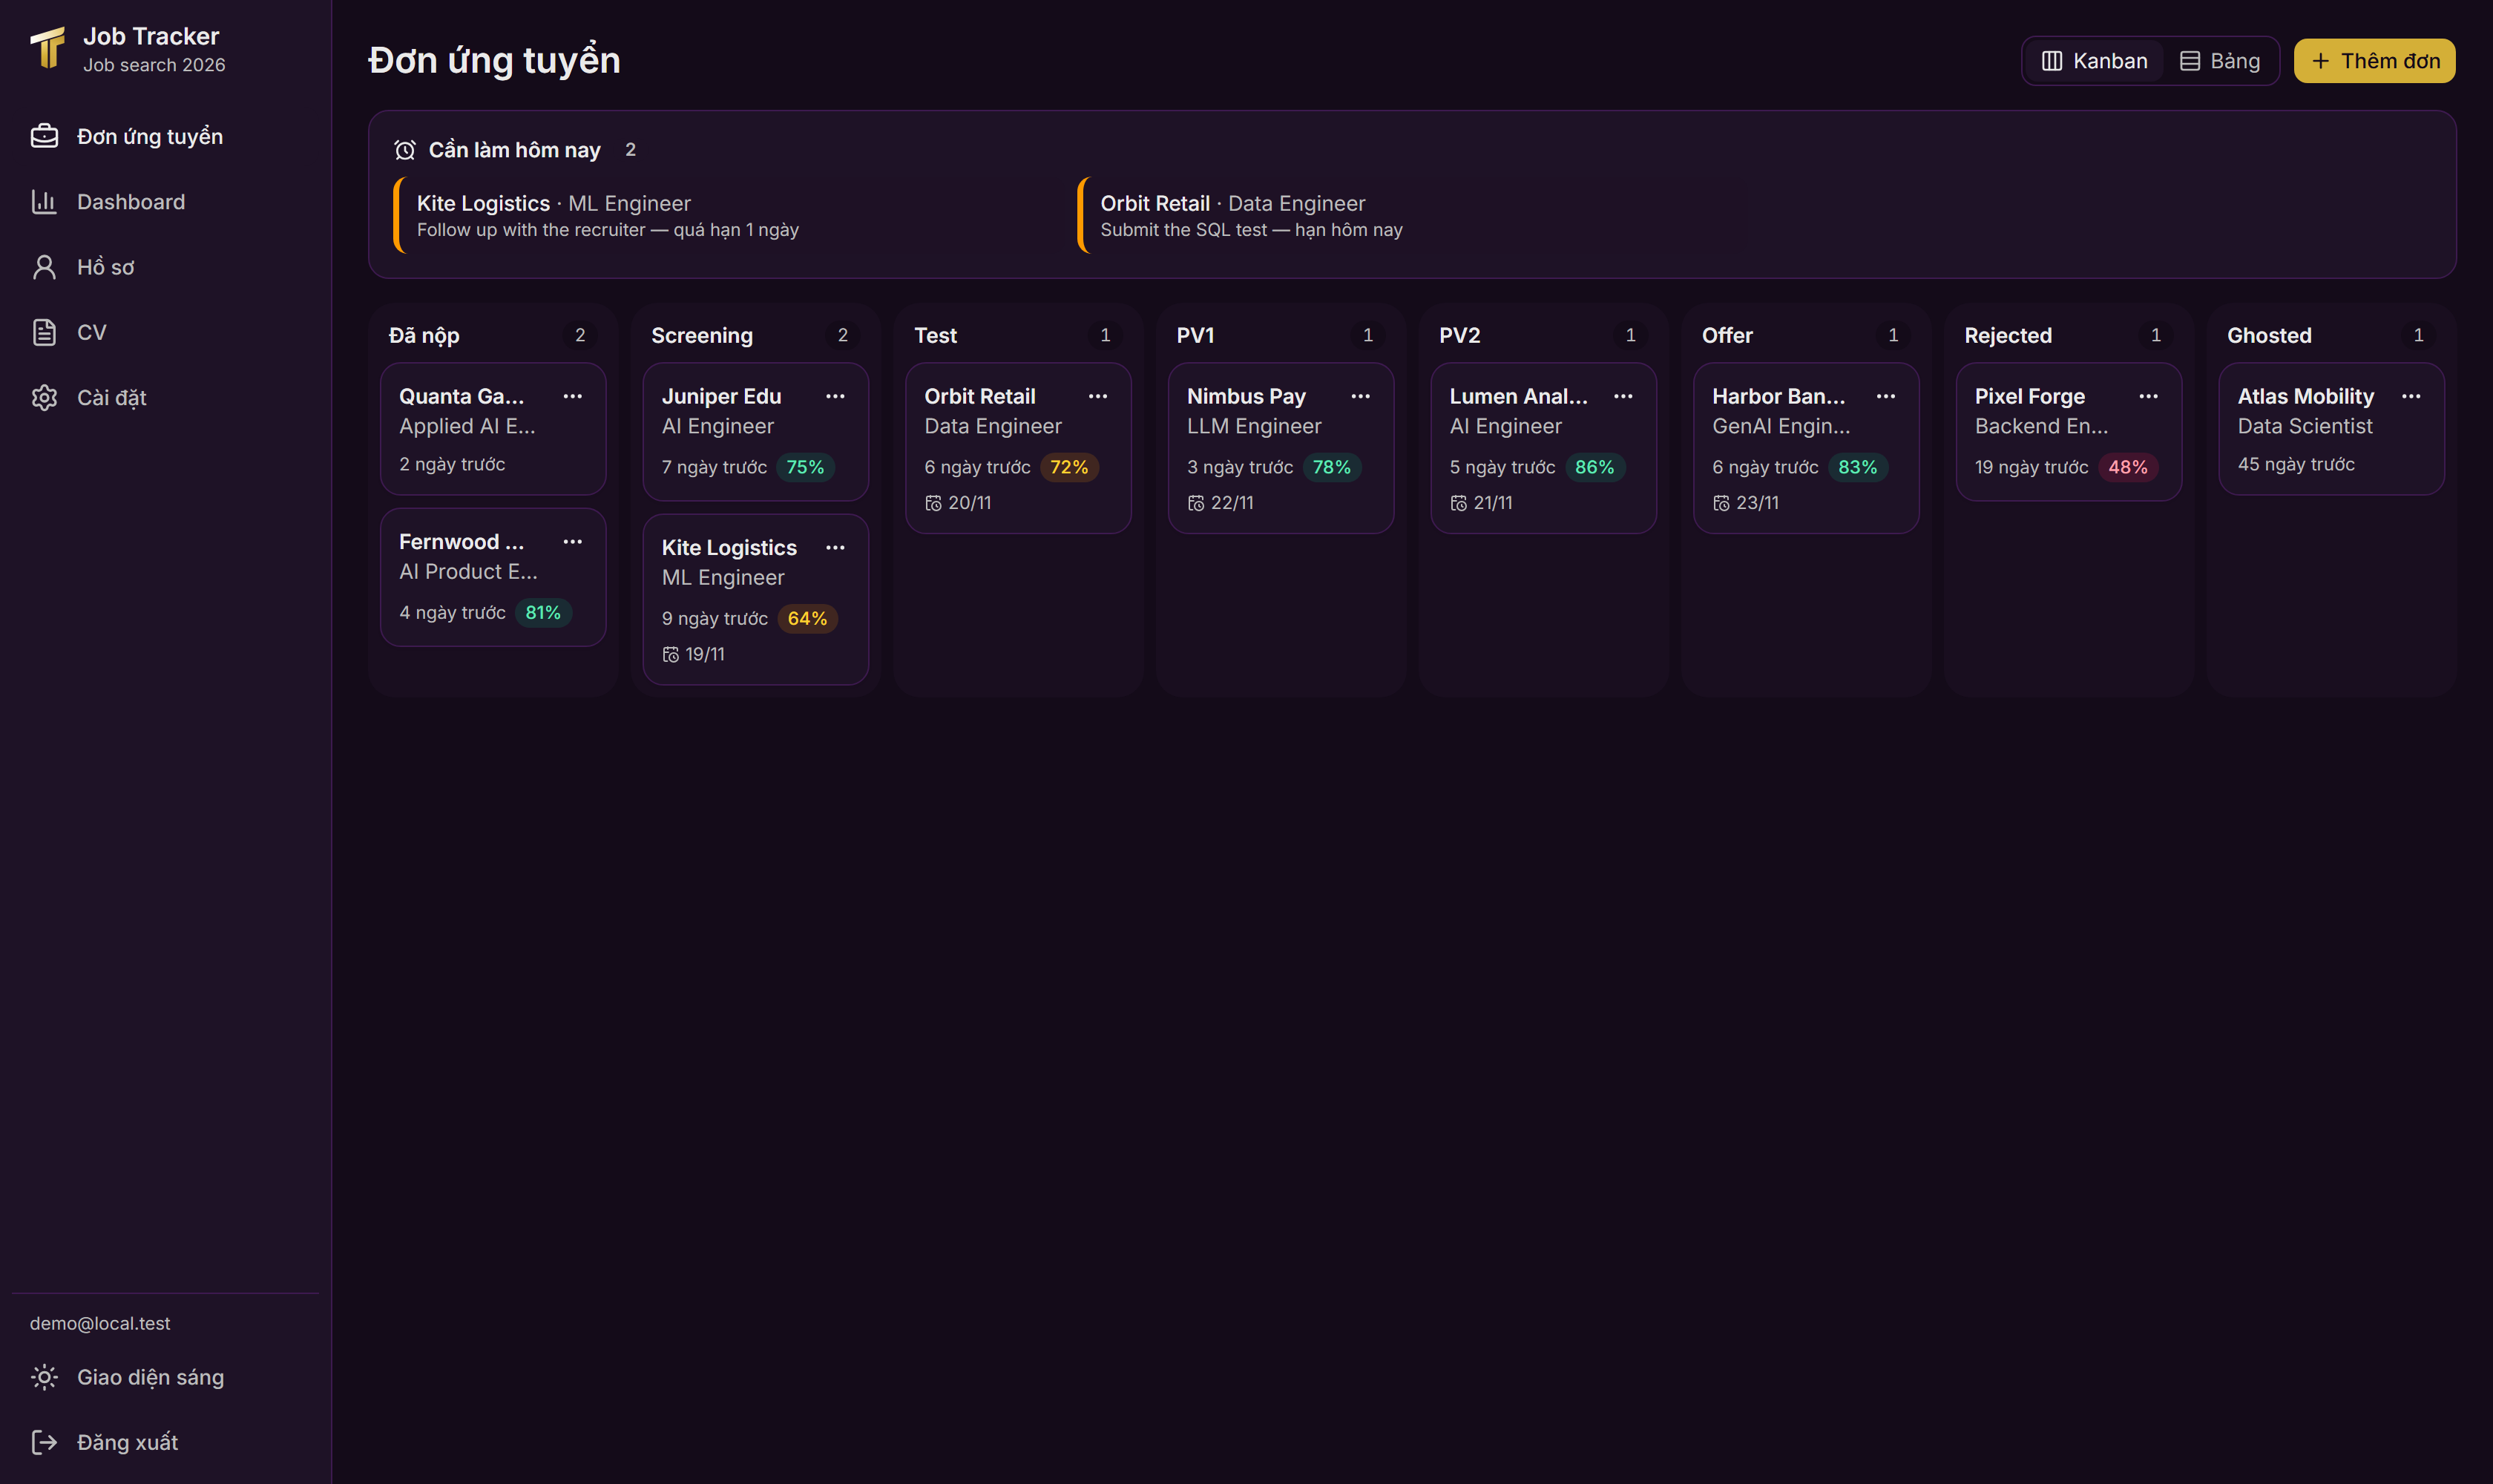 Job Tracker
Job search 2026
Đơn ứng tuyển
Dashboard
Hồ sơ
CV
Cài đặt
demo@local.test
Giao diện sáng
Đăng xuất
Đơn ứng tuyển
Kanban
Bảng
+ Thêm đơn
Cần làm hôm nay 2
Kite Logistics · ML Engineer
Follow up with the recruiter — quá hạn 1 ngày
Orbit Retail · Data Engineer
Submit the SQL test — hạn hôm nay
Đã nộp 2
Quanta Ga...
Applied AI E...
2 ngày trước
Fernwood ...
AI Product E...
4 ngày trước 81%
Screening 2
Juniper Edu
AI Engineer
7 ngày trước 75%
Kite Logistics
ML Engineer
9 ngày trước 64%
19/11
Test 1
Orbit Retail
Data Engineer
6 ngày trước 72%
20/11
PV1 1
Nimbus Pay
LLM Engineer
3 ngày trước 78%
22/11
PV2 1
Lumen Anal...
AI Engineer
5 ngày trước 86%
21/11
Offer 1
Harbor Ban...
GenAI Engin...
6 ngày trước 83%
23/11
Rejected 1
Pixel Forge
Backend En...
19 ngày trước 48%
Ghosted 1
Atlas Mobility
Data Scientist
45 ngày trước